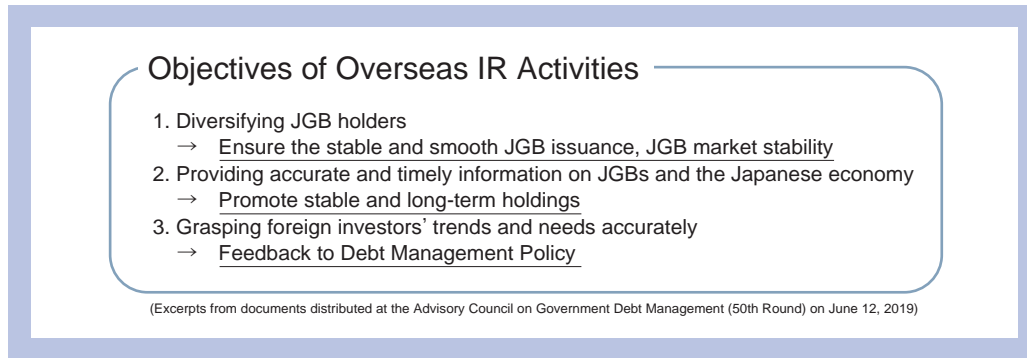 Objectives of Overseas IR Activities
1. Diversifying JGB holders
→ Ensure the stable and smooth JGB issuance, JGB market stability
2. Providing accurate and timely information on JGBs and the Japanese economy
→ Promote stable and long-term holdings
3. Grasping foreign investors’ trends and needs accurately
→ Feedback to Debt Management Policy
(Excerpts from documents distributed at the Advisory Council on Government Debt Management (50th Round) on June 12, 2019)